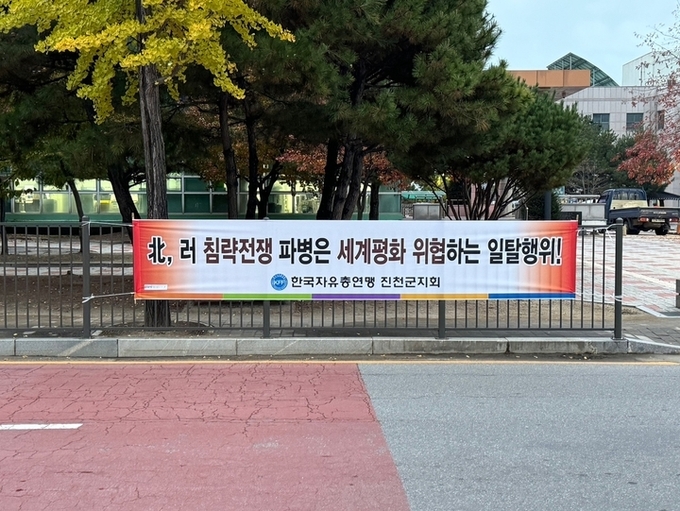 北, 러 침략전쟁 파병은 세계평화 위협하는 일탈행위!
KFF 한국자유총연맹 진천군지회